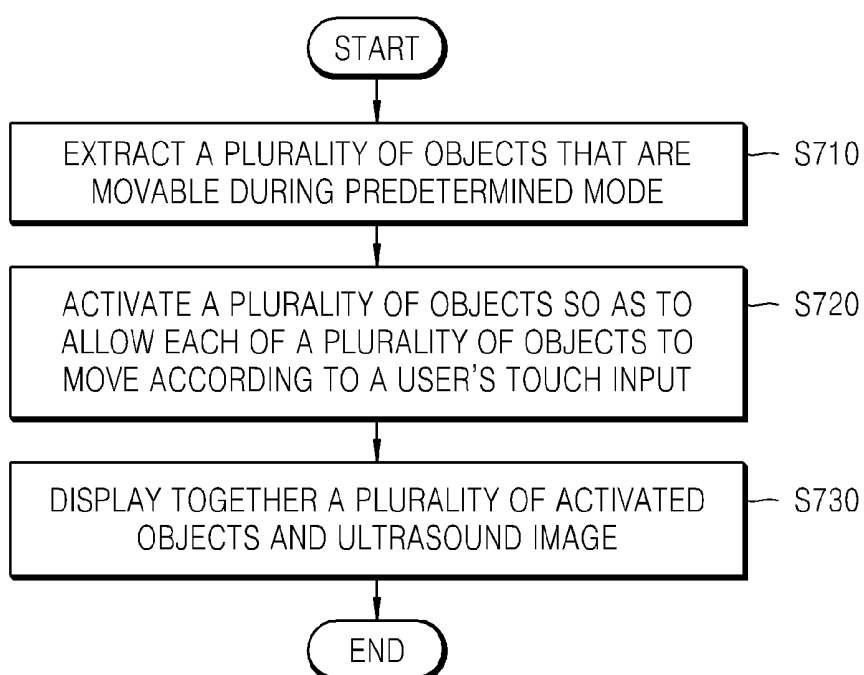 START
EXTRACT A PLURALITY OF OBJECTS THAT ARE
MOVABLE DURING PREDETERMINED MODE
S710
ACTIVATE A PLURALITY OF OBJECTS SO AS TO
ALLOW EACH OF A PLURALITY OF OBJECTS TO
MOVE ACCORDING TO A USER'S TOUCH INPUT
S720
DISPLAY TOGETHER A PLURALITY OF ACTIVATED
OBJECTS AND ULTRASOUND IMAGE
S730
END